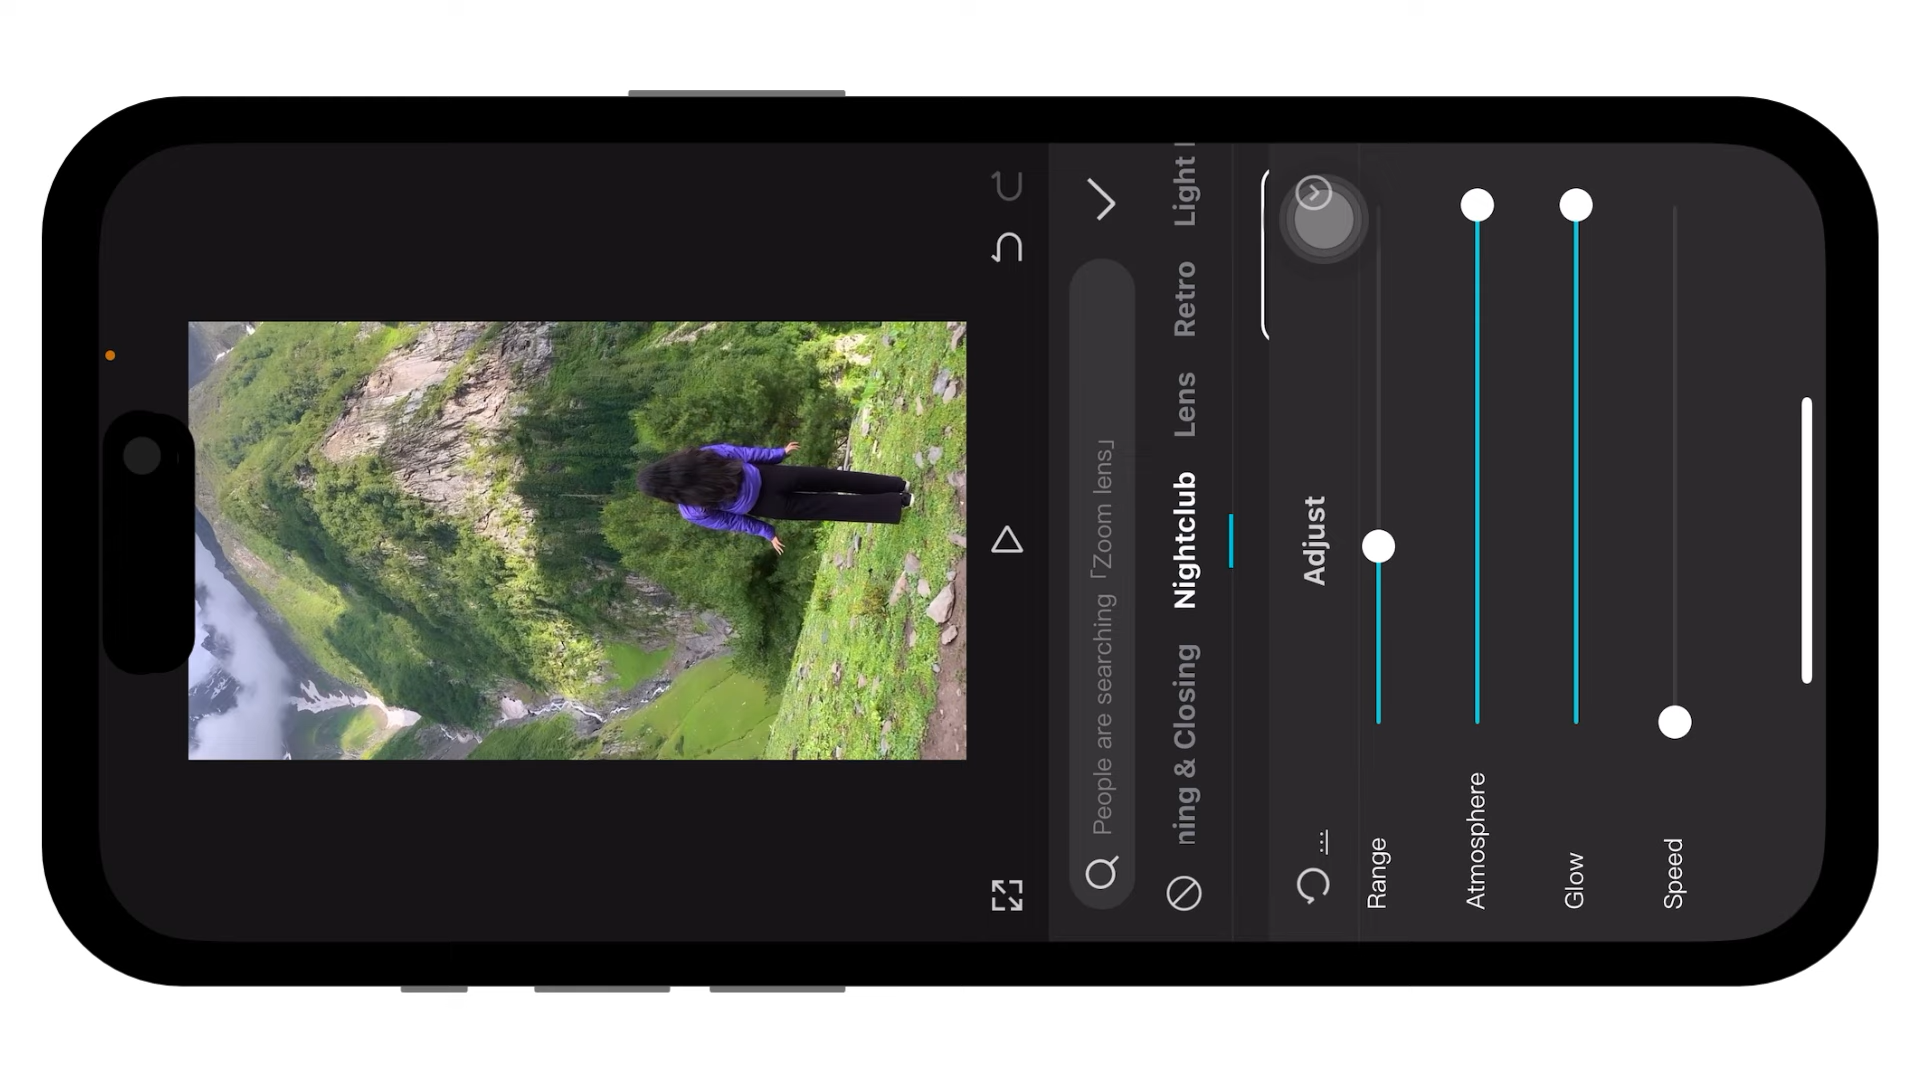 People are searching「Zoom lens」
ning & Closing Nightclub Lens Retro Light
Adjust
Range
Atmosphere
Glow
Speed